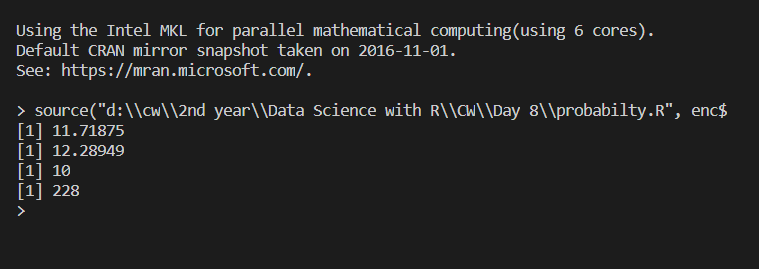 Using the Intel MKL for parallel mathematical computing(using 6 cores).
Default CRAN mirror snapshot taken on 2016-11-01.
See: https://mran.microsoft.com/.
> source("d:\\cw\\2nd year\\Data Science with R\\CW\\Day 8\\probabilty.R", enc$
[1] 11.71875
[1] 12.28949
[1] 10
[1] 228
>